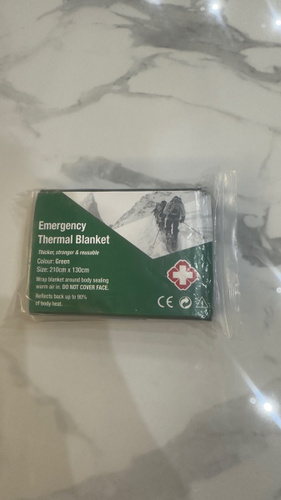 Emergency
Thermal Blanket
Thicker, stronger & reusable
Colour: Green
Size: 210cm x 130cm
Wrap blanket around body sealing
warm air in. DO NOT COVER FACE.
Reflects back up to 90%
of body heat.
CE